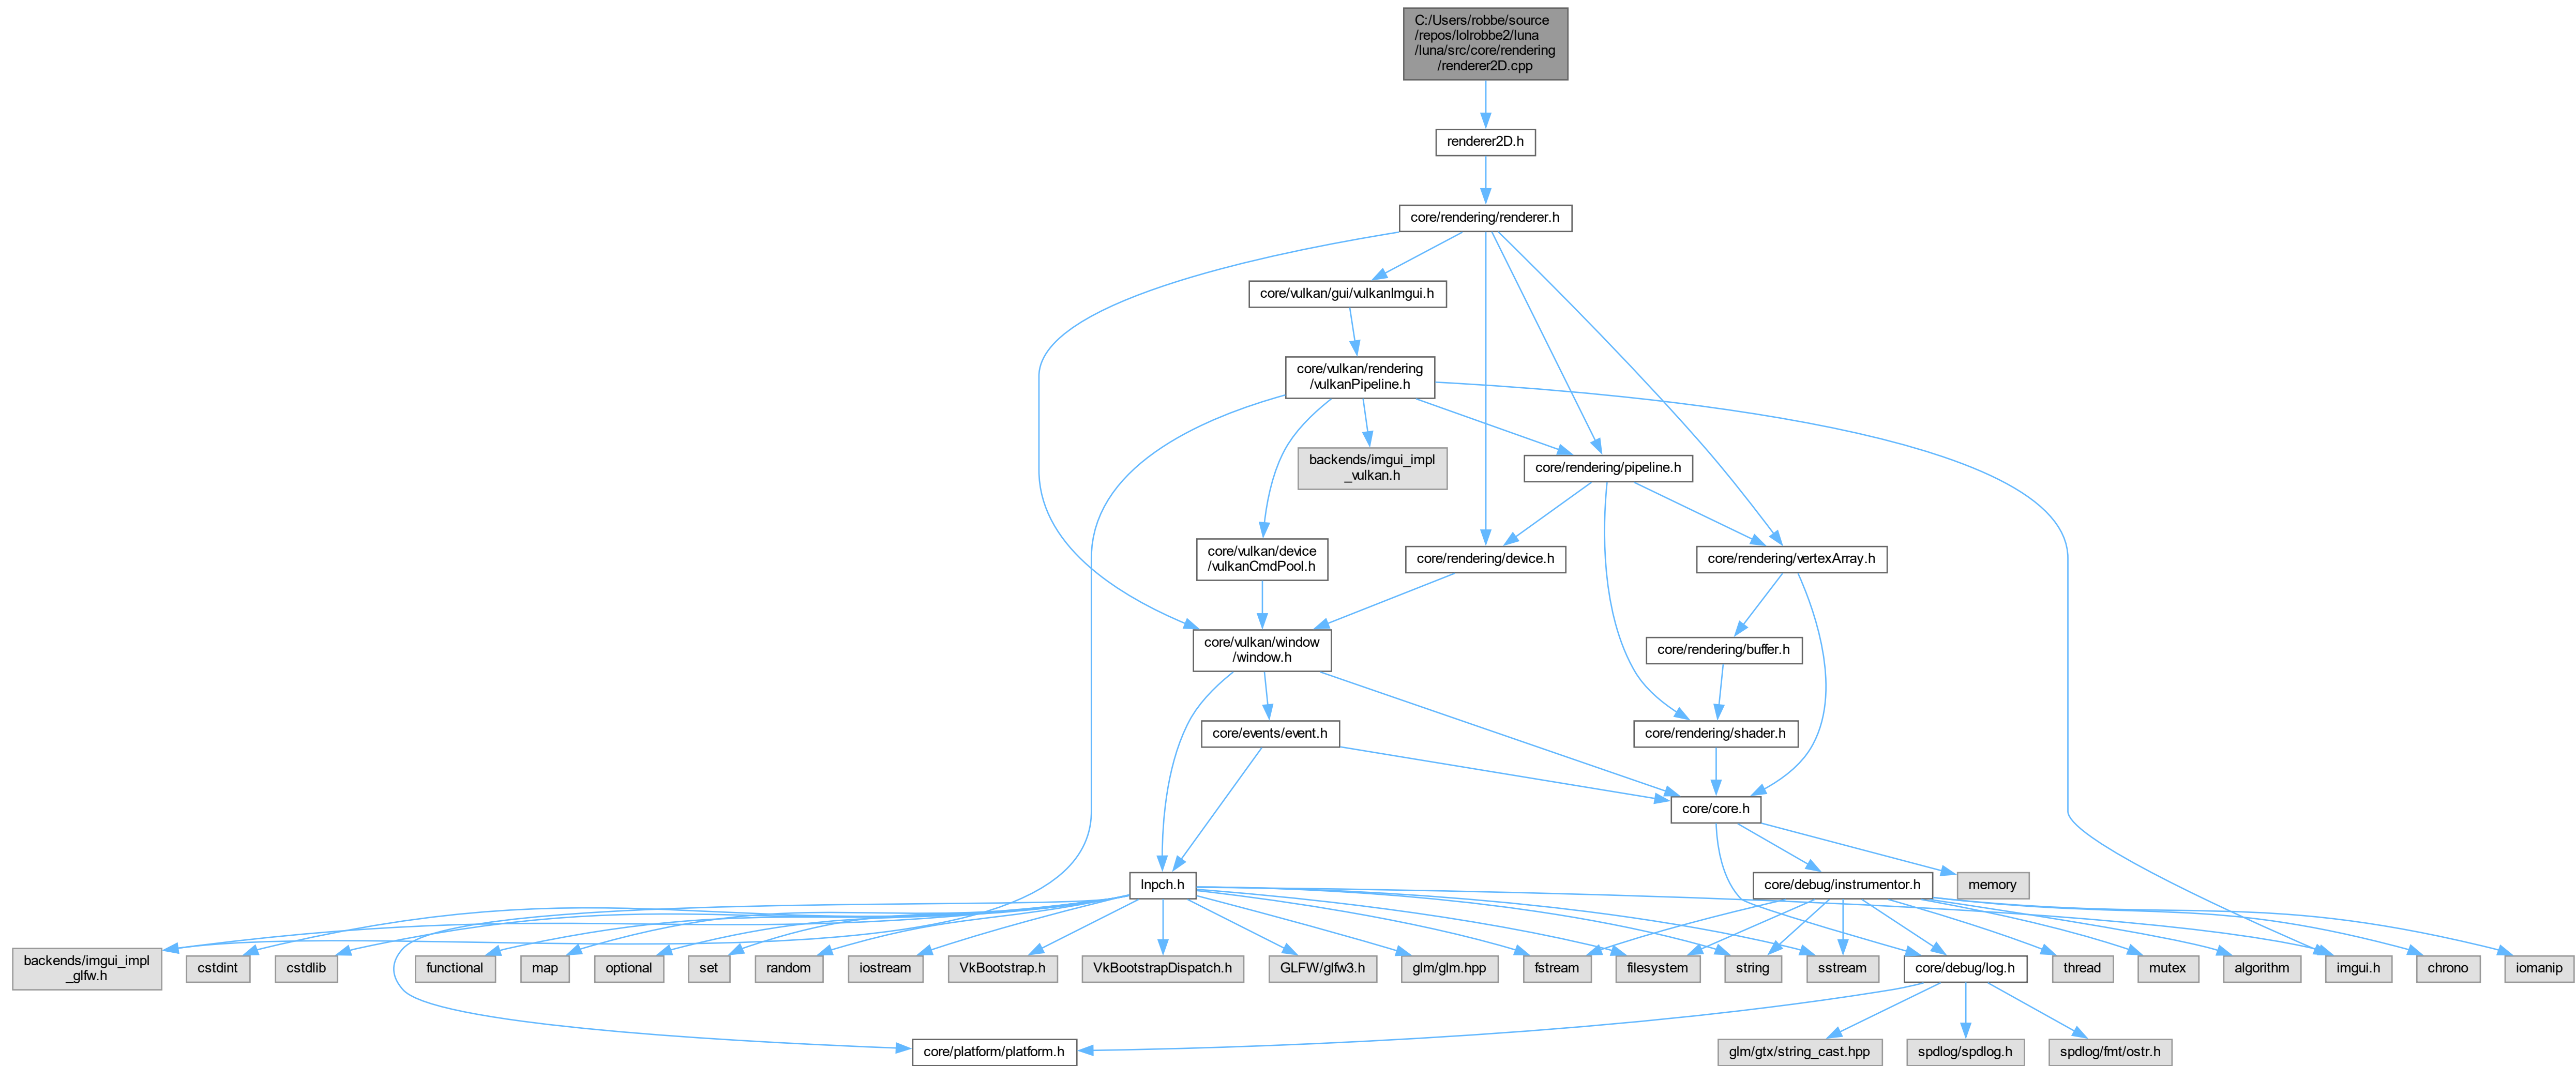 C:/Users/robbe/source
/repos/lolrobbe2/luna
/luna/src/core/rendering
/renderer2D.cpp
renderer2D.h
core/rendering/renderer.h
core/vulkan/gui/vulkanImgui.h
core/vulkan/rendering
/vulkanPipeline.h
backends/imgui_impl
_vulkan.h
core/rendering/pipeline.h
core/vulkan/device
/vulkanCmdPool.h
core/rendering/device.h
core/rendering/vertexArray.h
core/vulkan/window
/window.h
core/rendering/buffer.h
core/events/event.h
core/rendering/shader.h
core/core.h
lnpch.h
core/debug/instrumentor.h
memory
backends/imgui_impl
_glfw.h
cstdint
cstdlib
functional
map
optional
set
random
iostream
VkBootstrap.h
VkBootstrapDispatch.h
GLFW/glfw3.h
glm/glm.hpp
fstream
filesystem
string
sstream
core/debug/log.h
thread
mutex
algorithm
imgui.h
chrono
iomanip
core/platform/platform.h
glm/gtx/string_cast.hpp
spdlog/spdlog.h
spdlog/fmt/ostr.h